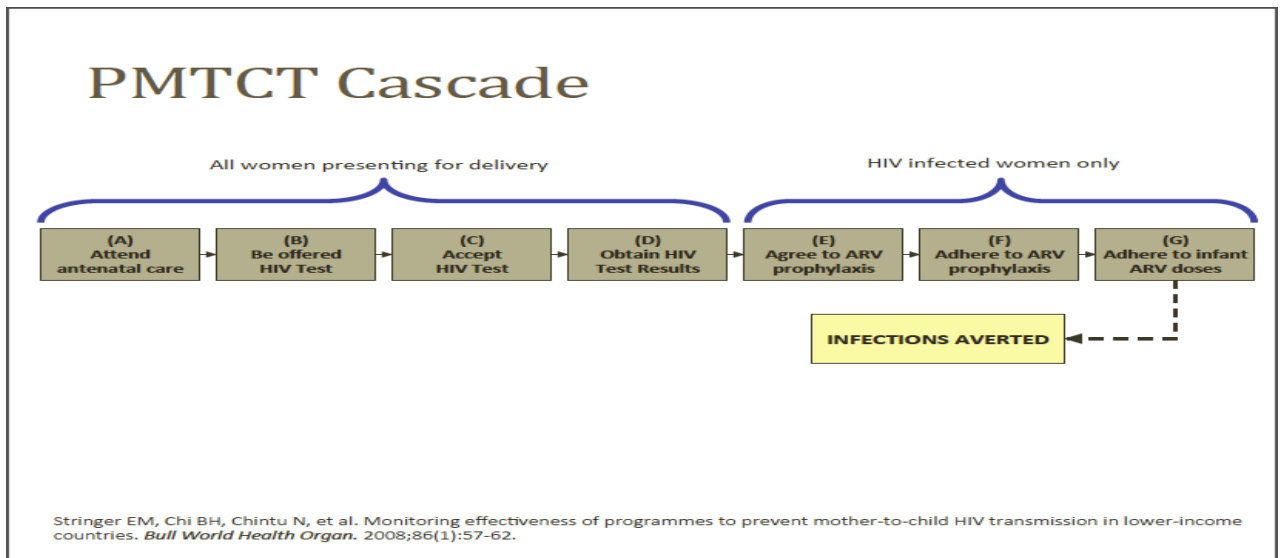 PMTCT Cascade
All women presenting for delivery
HIV infected women only
(A)
Attend
antenatal care
(B)
Be offered
HIV Test
(C)
Accept
HIV Test
(D)
Obtain HIV
Test Results
(E)
Agree to ARV
prophylaxis
(F)
Adhere to ARV
prophylaxis
(G)
Adhere to infant
ARV doses
INFECTIONS AVERTED
Stringer EM, Chi BH, Chintu N, et al. Monitoring effectiveness of programmes to prevent mother-to-child HIV transmission in lower-income
countries. Bull World Health Organ. 2008;86(1):57-62.